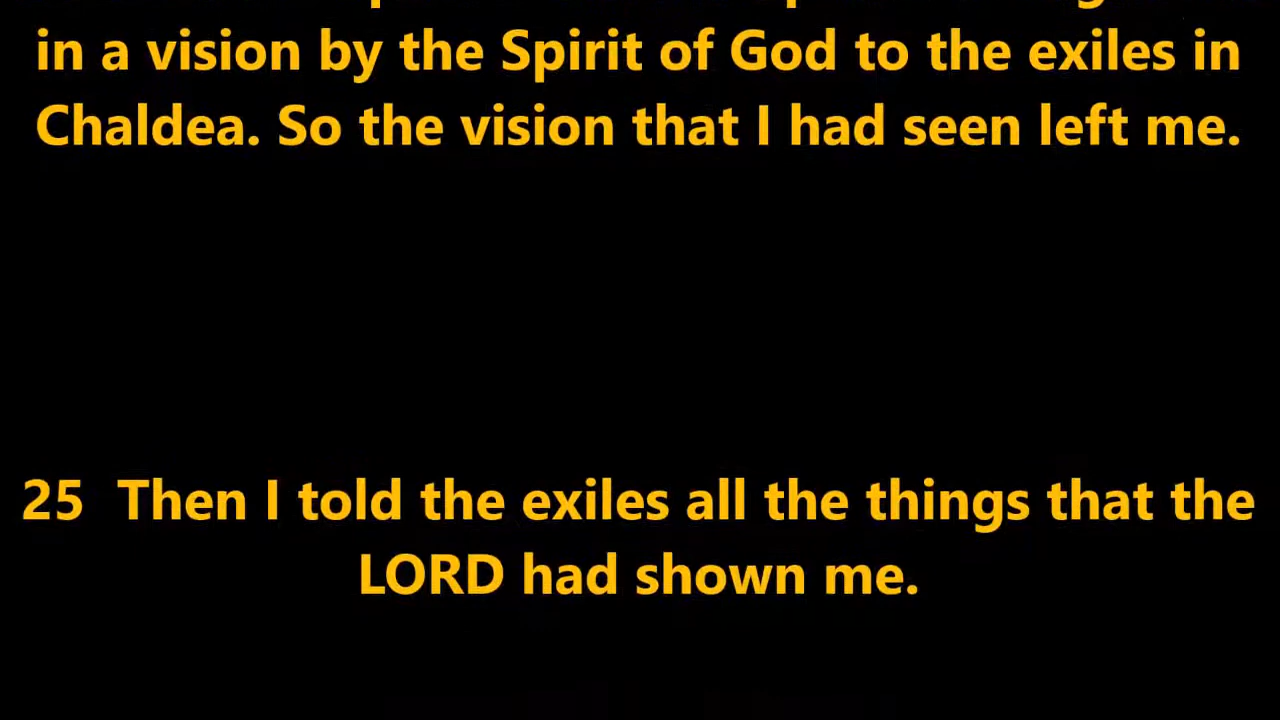 in a vision by the Spirit of God to the exiles in
Chaldea. So the vision that I had seen left me.
25 Then I told the exiles all the things that the
LORD had shown me.